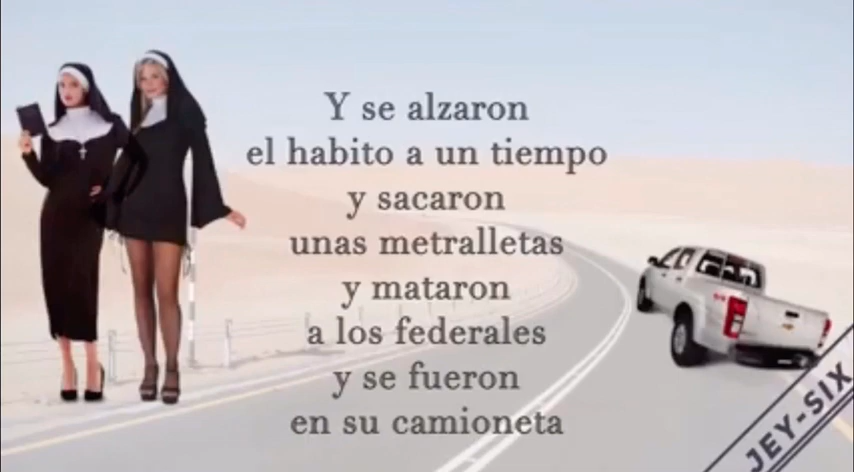 Y se alzaron
el habito a un tiempo
y sacaron
unas metralletas
y mataron
a los federales
y se fueron
en su camioneta
JEY-SIX